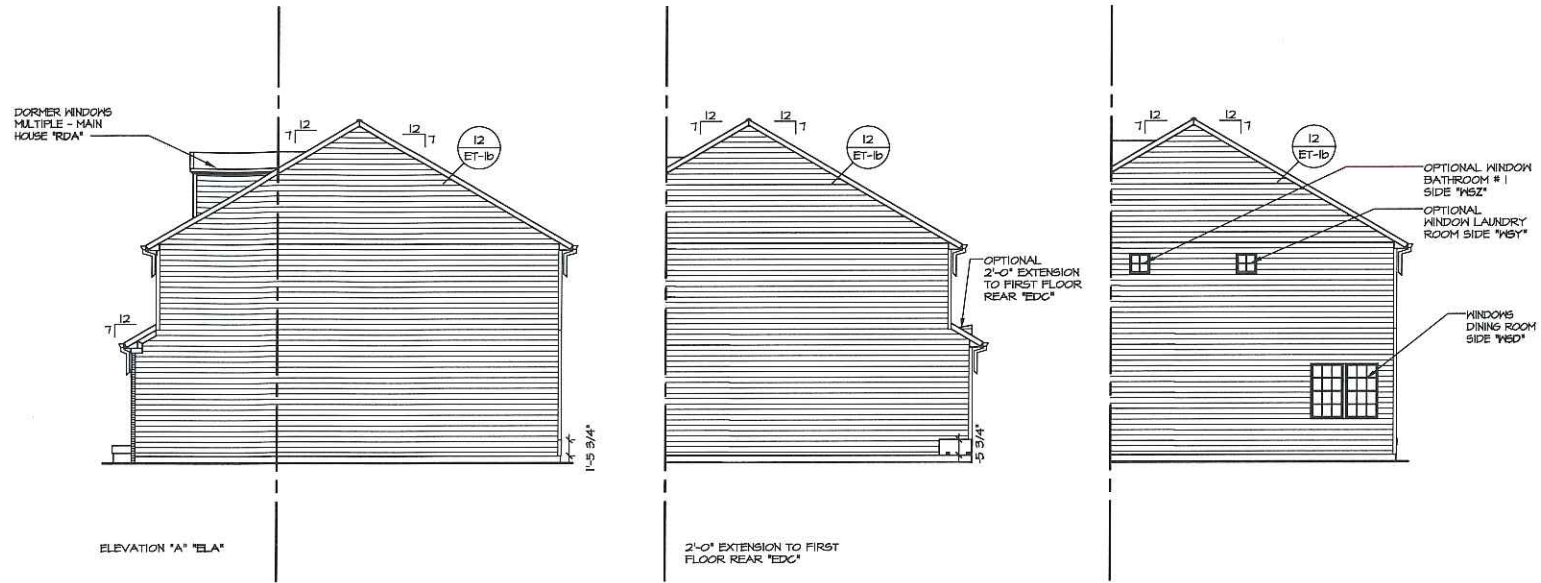 DORMER WINDOWS
MULTIPLE - MAIN
HOUSE "RDA"
12
7
12
7
12
ET-16
12
7
1'-5 3/4"
ELEVATION "A" "ELA"
12
7
12
7
12
ET-16
OPTIONAL
2'-0" EXTENSION
TO FIRST FLOOR
REAR "EDC"
-5 3/4"
2'-0" EXTENSION TO FIRST
FLOOR REAR "EDC"
12
7
12
7
12
ET-16
OPTIONAL WINDOW
BATHROOM # 1
SIDE "WSZ"
OPTIONAL
WINDOW LAUNDRY
ROOM SIDE "WSY"
WINDOWS
DINING ROOM
SIDE "WSD"